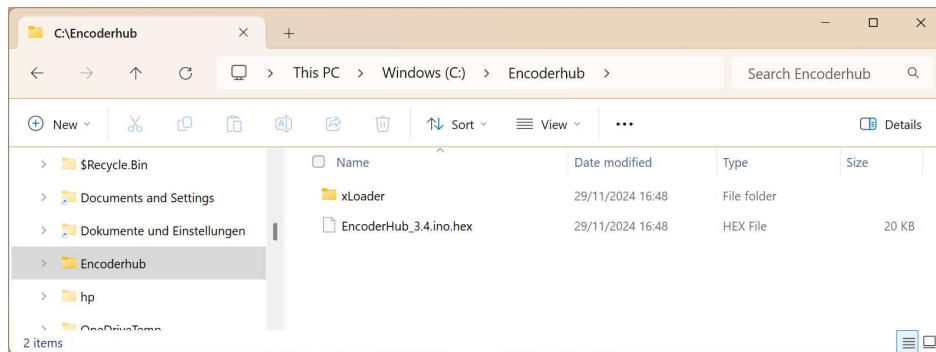 C:\Encoderhub
This PC > Windows (C:) > Encoderhub >
Search Encoderhub
New
Sort
View
Details
$Recycle.Bin
Documents and Settings
Dokumente und Einstellungen
Encoderhub
hp
OneDriveTemp
Name Date modified Type Size
xLoader 29/11/2024 16:48 File folder
EncoderHub_3.4.ino.hex 29/11/2024 16:48 HEX File 20 KB
2 items